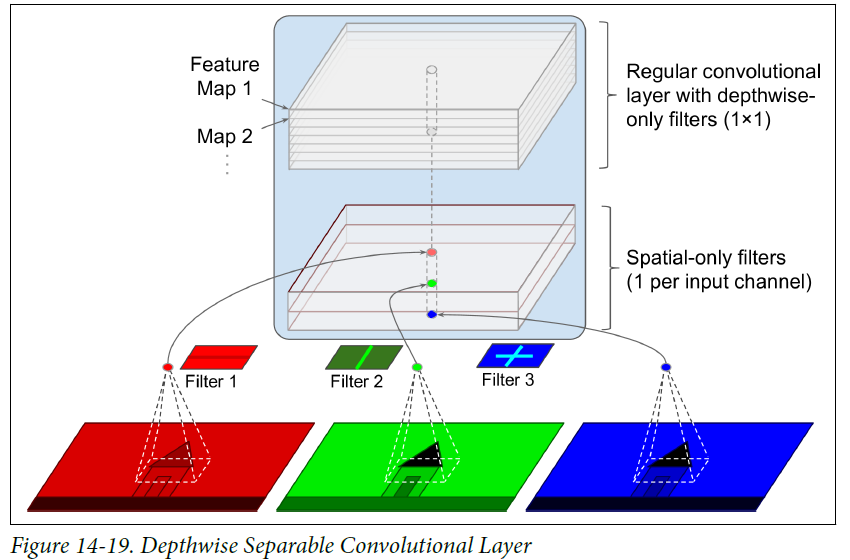 Feature
Map 1
Map 2
Regular convolutional
layer with depthwise-
only filters (1×1)
Spatial-only filters
(1 per input channel)
Filter 1
Filter 2
Filter 3
Figure 14-19. Depthwise Separable Convolutional Layer